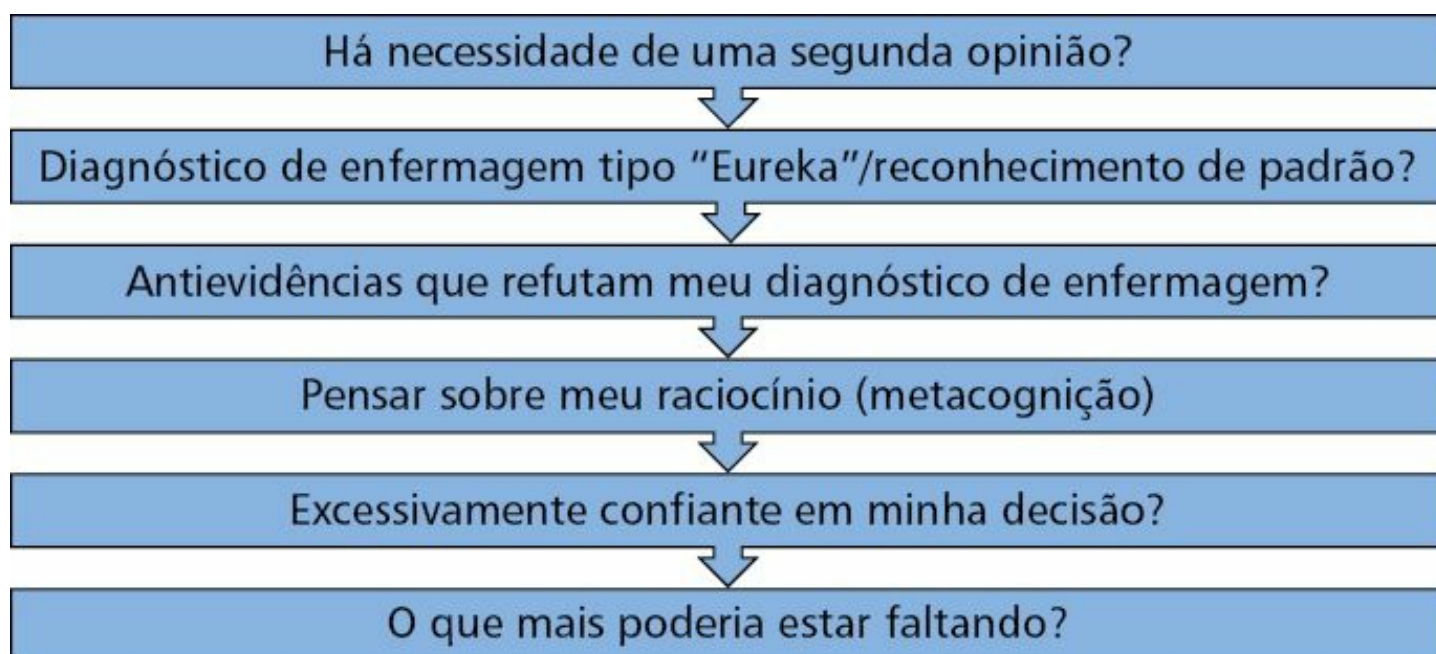 Há necessidade de uma segunda opinião?
Diagnóstico de enfermagem tipo “Eureka”/reconhecimento de padrão?
Antievidências que refutam meu diagnóstico de enfermagem?
Pensar sobre meu raciocínio (metacognição)
Excessivamente confiante em minha decisão?
O que mais poderia estar faltando?